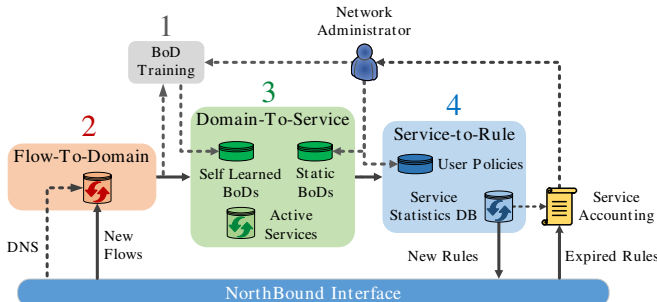 1
Network
Administrator
BoD
Training
2
Flow-To-Domain
3
Domain-To-Service
Self Learned
BoDs
Static
BoDs
Active
Services
4
Service-to-Rule
User Policies
Service
Statistics DB
Service
Accounting
DNS
New
Flows
New Rules
Expired Rules
NorthBound Interface